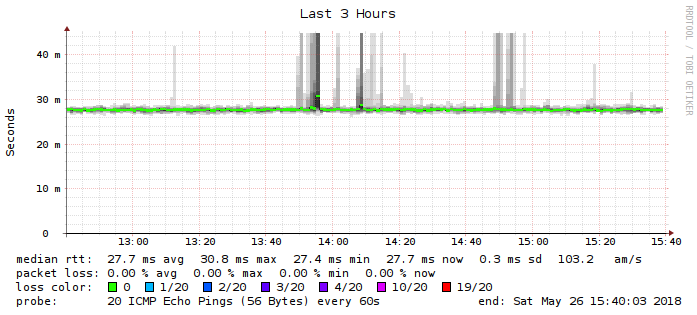 Last 3 Hours
RRDTOOL / TOBI OETIKER
Seconds
40 m
30 m
20 m
10 m
0
13:00 13:20 13:40 14:00 14:20 14:40 15:00 15:20 15:40
median rtt: 27.7 ms avg 30.8 ms max 27.4 ms min 27.7 ms now 0.3 ms sd 103.2 am/s
packet loss: 0.00 % avg 0.00 % max 0.00 % min 0.00 % now
loss color: 0 1/20 2/20 3/20 4/20 10/20 19/20
probe: 20 ICMP Echo Pings (56 Bytes) every 60s end: Sat May 26 15:40:03 2018